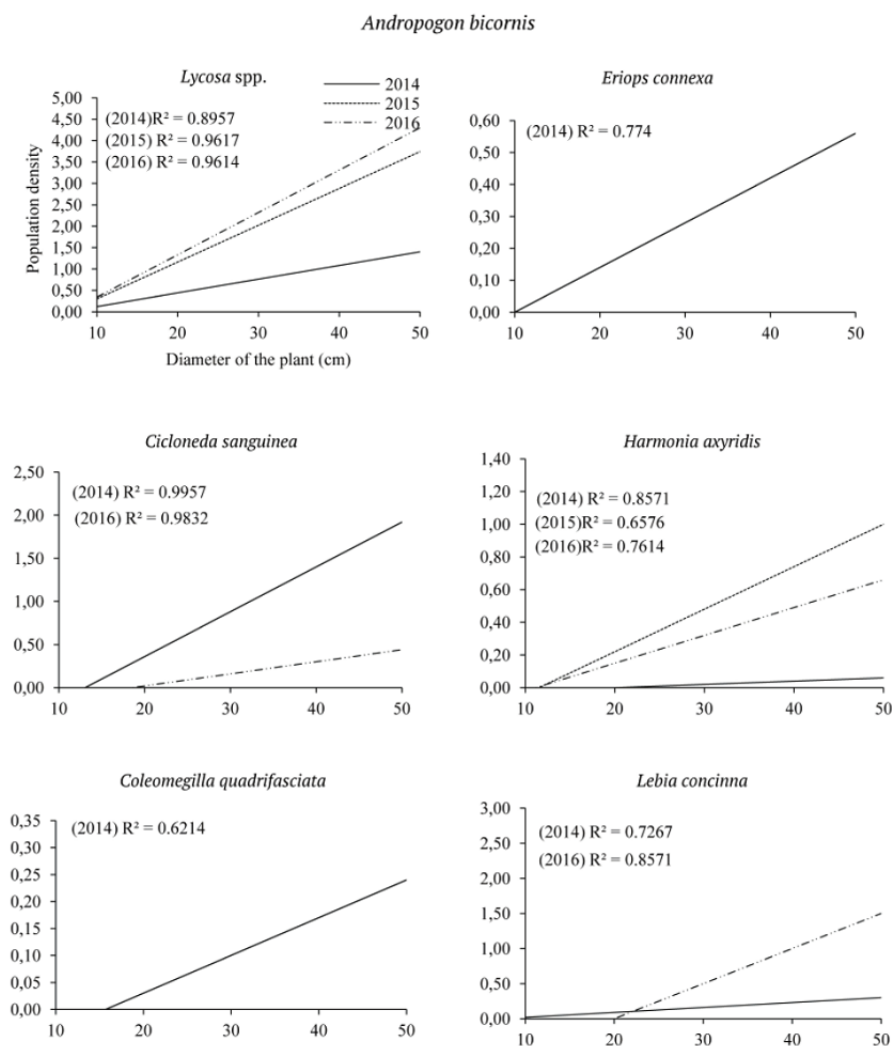 Andropogon bicornis
Lycosa spp.
2014
2015
2016
(2014)R² = 0.8957
(2015) R² = 0.9617
(2016) R² = 0.9614
5,00
4,50
4,00
3,50
3,00
2,50
2,00
1,50
1,00
0,50
0,00
Population density
10 20 30 40 50
Diameter of the plant (cm)
Eriops connexa
(2014) R² = 0.774
0,60
0,50
0,40
0,30
0,20
0,10
0,00
10 20 30 40 50
Cicloneda sanguinea
(2014) R² = 0.9957
(2016) R² = 0.9832
2,50
2,00
1,50
1,00
0,50
0,00
10 20 30 40 50
Harmonia axyridis
(2014) R² = 0.8571
(2015)R² = 0.6576
(2016)R² = 0.7614
1,40
1,20
1,00
0,80
0,60
0,40
0,20
0,00
10 20 30 40 50
Coleomegilla quadrifasciata
(2014) R² = 0.6214
0,35
0,30
0,25
0,20
0,15
0,10
0,05
0,00
10 20 30 40 50
Lebia concinna
(2014) R² = 0.7267
(2016) R² = 0.8571
3,00
2,50
2,00
1,50
1,00
0,50
0,00
10 20 30 40 50